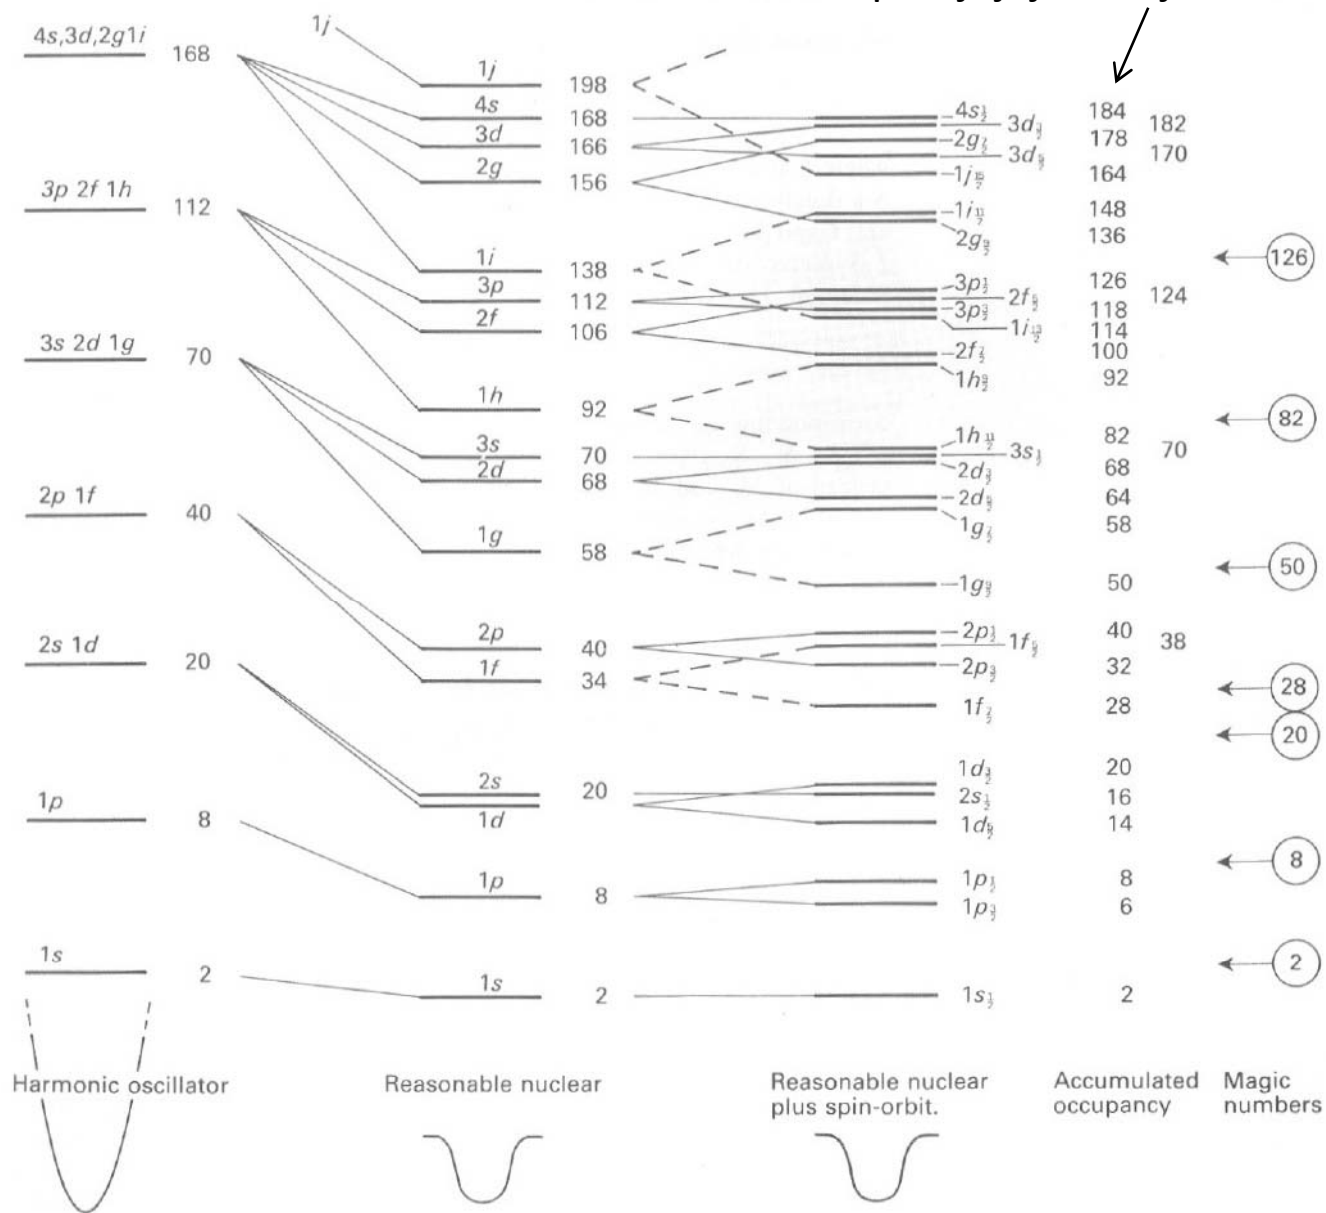 4s,3d,2g1i
168
3p 2f 1h
112
3s 2d 1g
70
2p 1f
40
2s 1d
20
1p
8
1s
2
Harmonic oscillator
1j
1j
198
4s
168
3d
166
2g
156
1i
138
3p
112
2f
106
1h
92
3s
70
2d
68
1g
58
2p
40
1f
34
2s
20
1d
1p
8
1s
2
Reasonable nuclear
4s1/2
3d3/2
2g7/2
3d5/2
1j15/2
1i11/2
2g9/2
3p1/2
2f5/2
3p3/2
1i13/2
2f7/2
1h9/2
1h11/2
3s1/2
2d3/2
2d5/2
1g7/2
1g9/2
2p1/2
1f5/2
2p3/2
1f7/2
1d3/2
2s1/2
1d5/2
1p1/2
1p3/2
1s1/2
Reasonable nuclear
plus spin-orbit.
184
182
178
170
164
148
136
126
124
118
114
100
92
82
70
68
64
58
50
40
38
32
28
20
16
14
8
6
2
Accumulated
occupancy
126
82
50
28
20
8
2
Magic
numbers